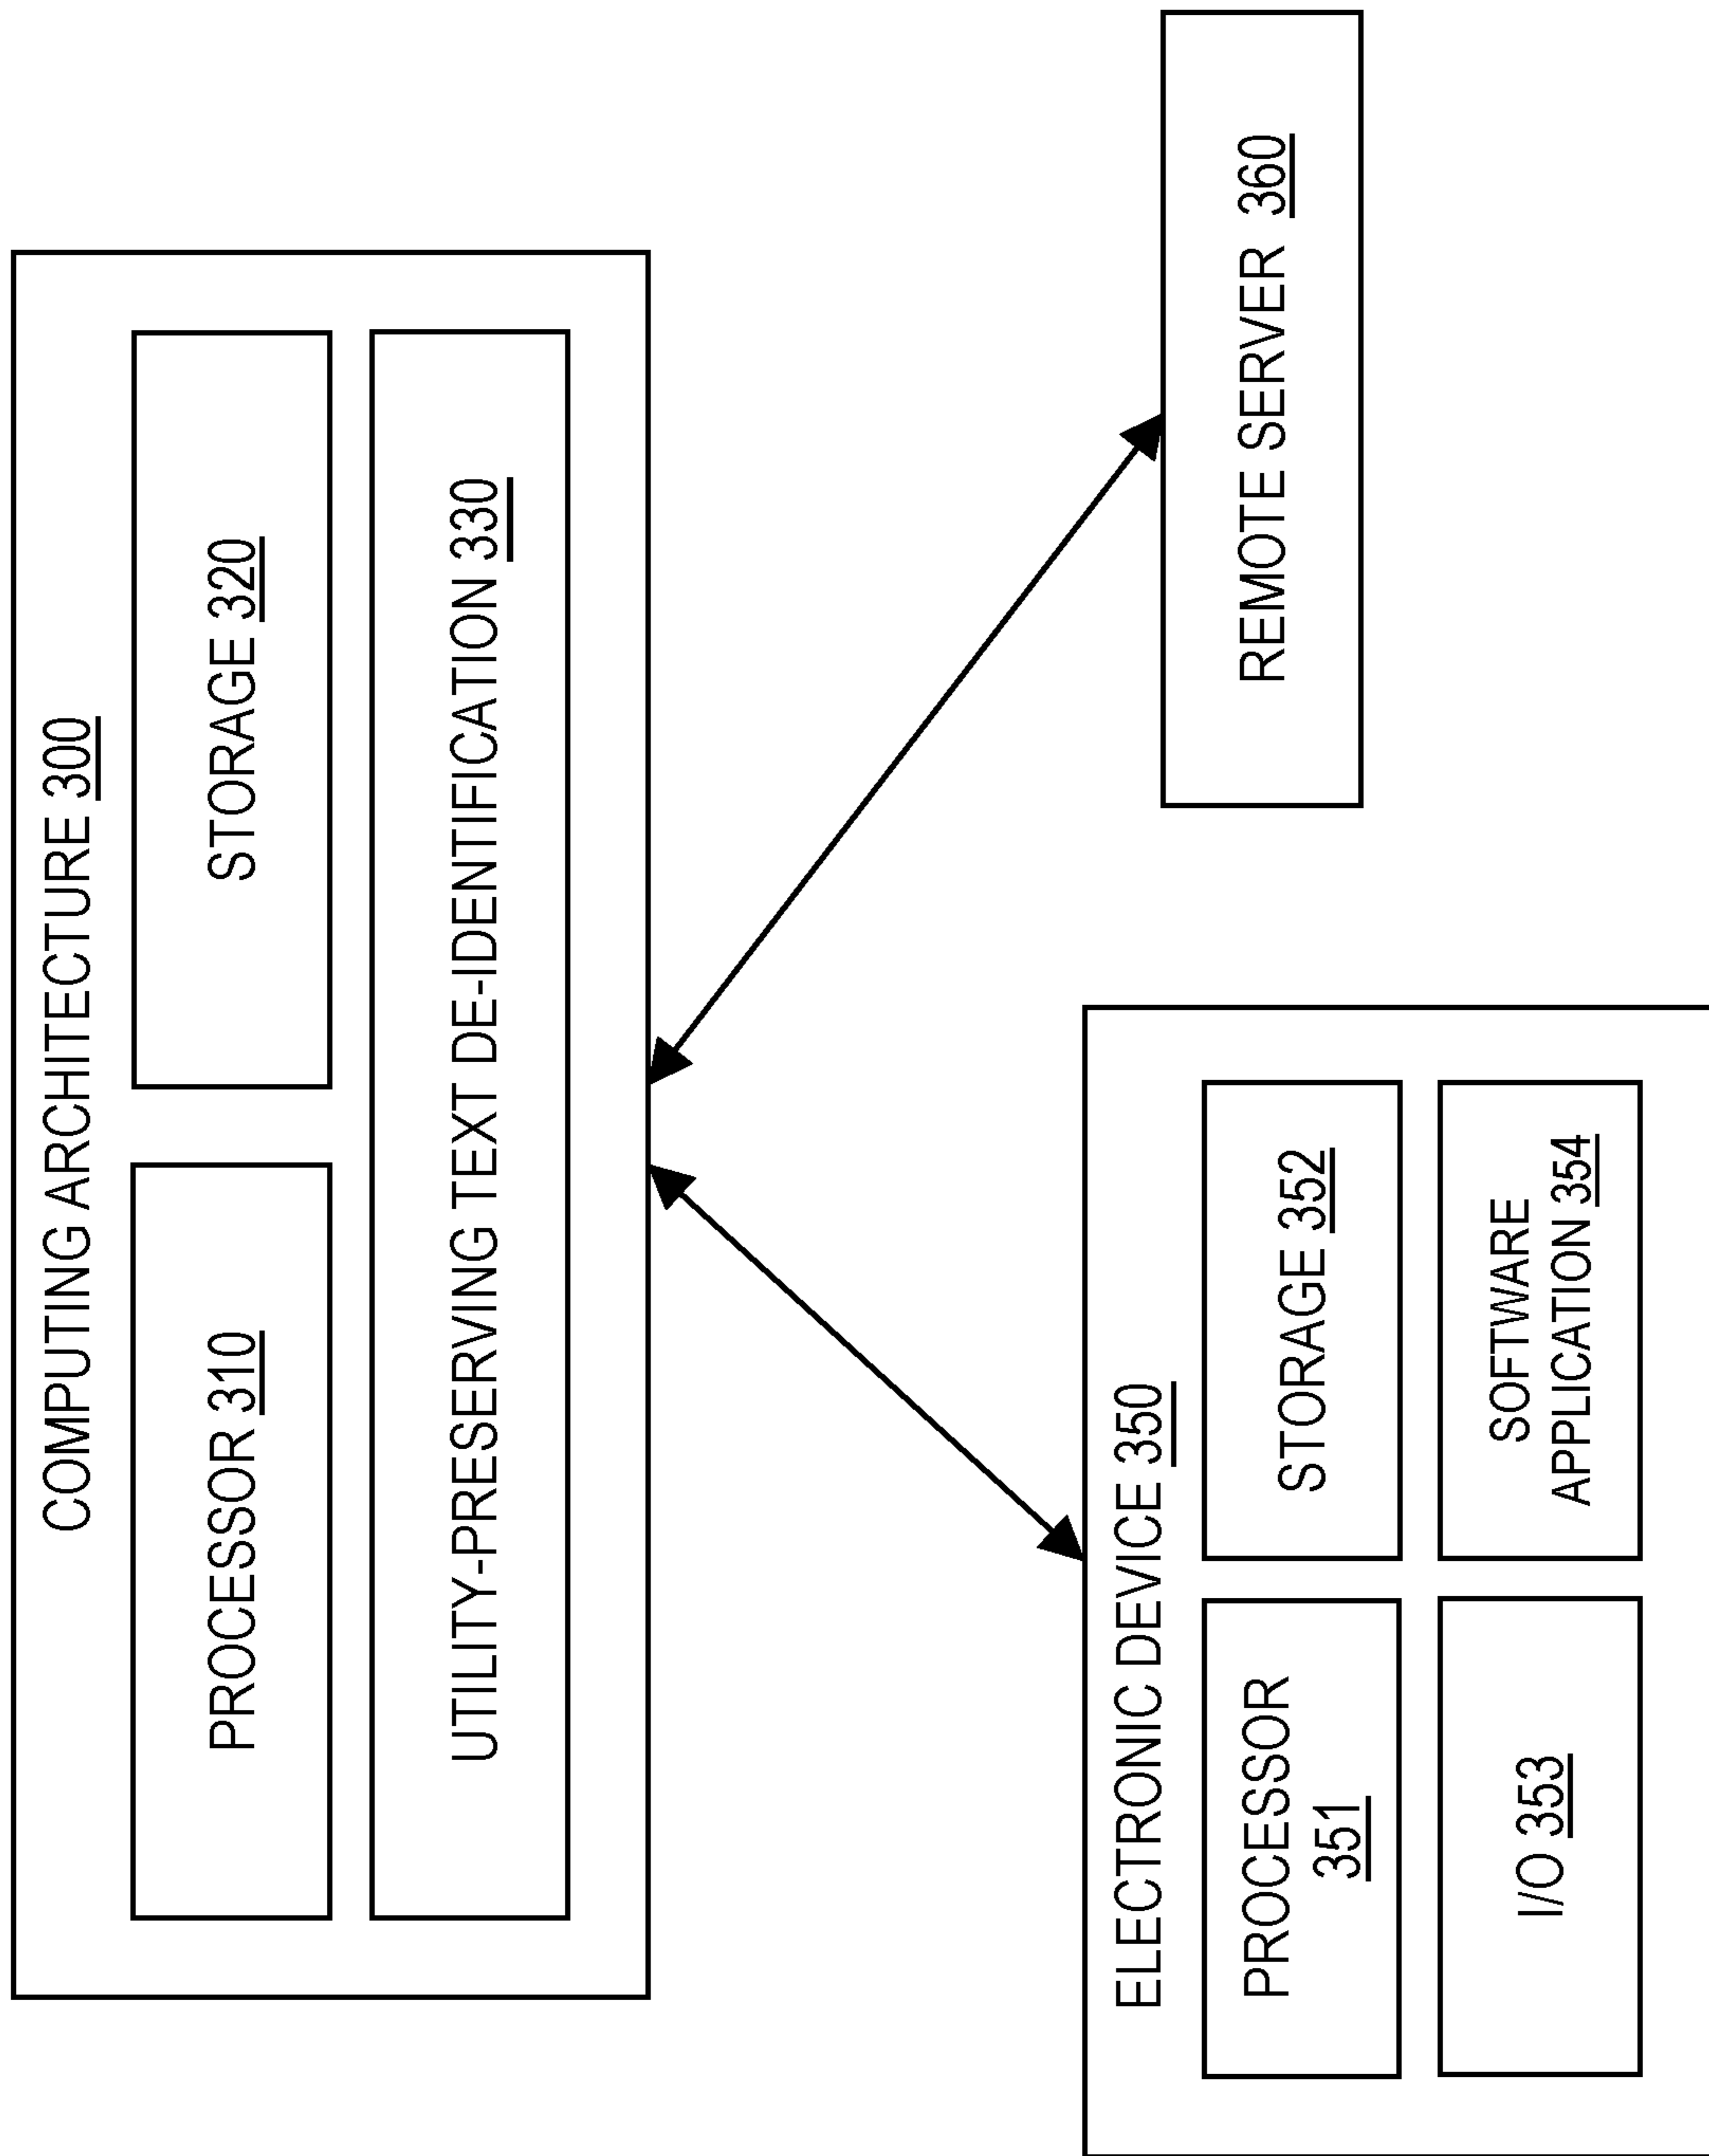 COMPUTING ARCHITECTURE 300
PROCESSOR 310
STORAGE 320
UTILITY-PRESERVING TEXT DE-IDENTIFICATION 330
ELECTRONIC DEVICE 350
PROCESSOR
351
STORAGE 352
I/O 353
SOFTWARE
APPLICATION 354
REMOTE SERVER 360